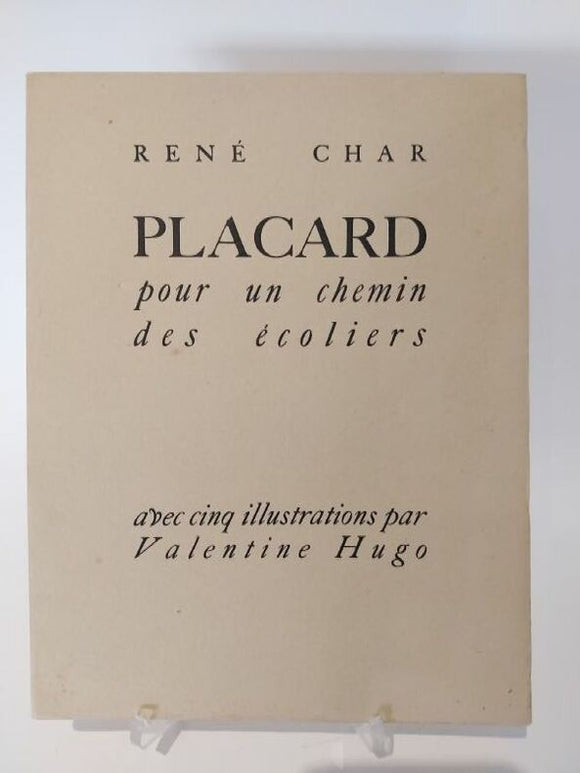 RENÉ CHAR
PLACARD
pour un chemin
des écoliers
avec cinq illustrations par
Valentine Hugo